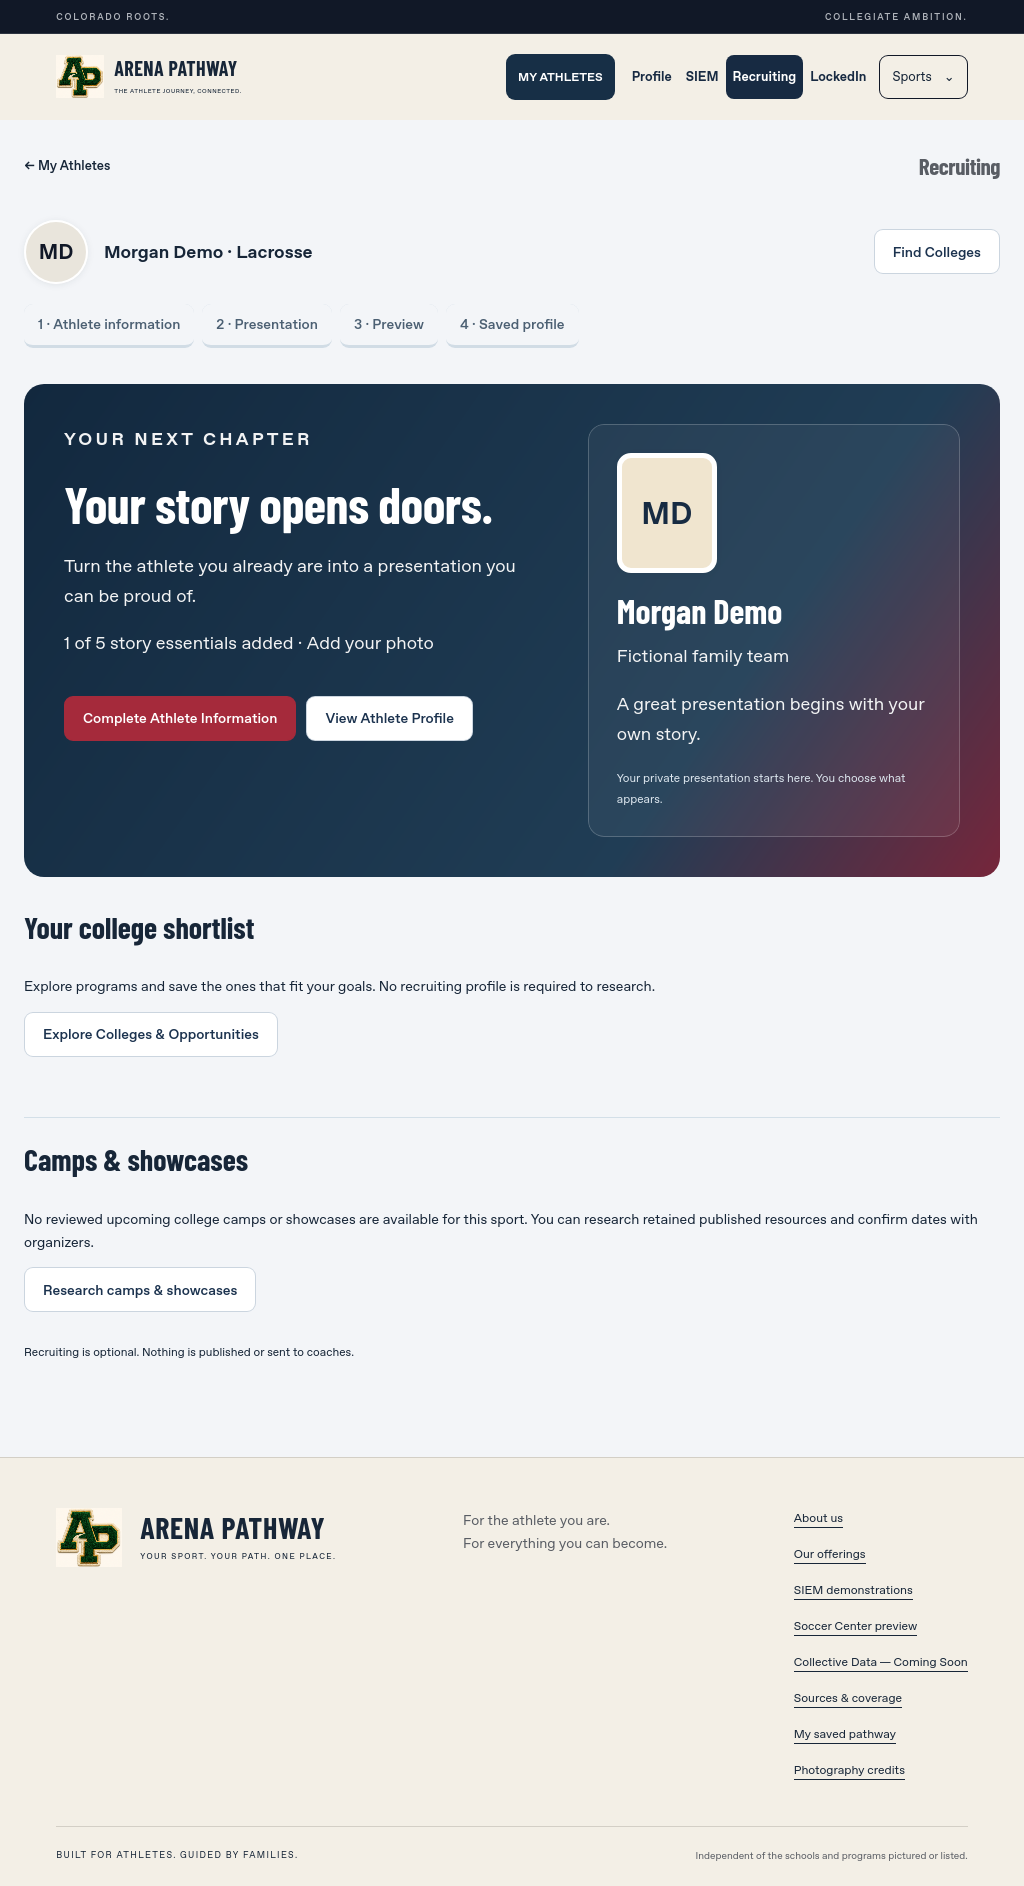 COLORADO ROOTS.
COLLEGIATE AMBITION.
AP
ARENA PATHWAY
THE ATHLETE JOURNEY, CONNECTED.
MY ATHLETES
Profile
SIEM
Recruiting
LockedIn
Sports
← My Athletes
Recruiting
MD
Morgan Demo · Lacrosse
Find Colleges
1 · Athlete information
2 · Presentation
3 · Preview
4 · Saved profile
YOUR NEXT CHAPTER
Your story opens doors.
Turn the athlete you already are into a presentation you
can be proud of.
1 of 5 story essentials added · Add your photo
Complete Athlete Information
View Athlete Profile
MD
Morgan Demo
Fictional family team
A great presentation begins with your
own story.
Your private presentation starts here. You choose what
appears.
Your college shortlist
Explore programs and save the ones that fit your goals. No recruiting profile is required to research.
Explore Colleges & Opportunities
Camps & showcases
No reviewed upcoming college camps or showcases are available for this sport. You can research retained published resources and confirm dates with
organizers.
Research camps & showcases
Recruiting is optional. Nothing is published or sent to coaches.
AP
ARENA PATHWAY
YOUR SPORT. YOUR PATH. ONE PLACE.
For the athlete you are.
For everything you can become.
About us
Our offerings
SIEM demonstrations
Soccer Center preview
Collective Data — Coming Soon
Sources & coverage
My saved pathway
Photography credits
BUILT FOR ATHLETES. GUIDED BY FAMILIES.
Independent of the schools and programs pictured or listed.